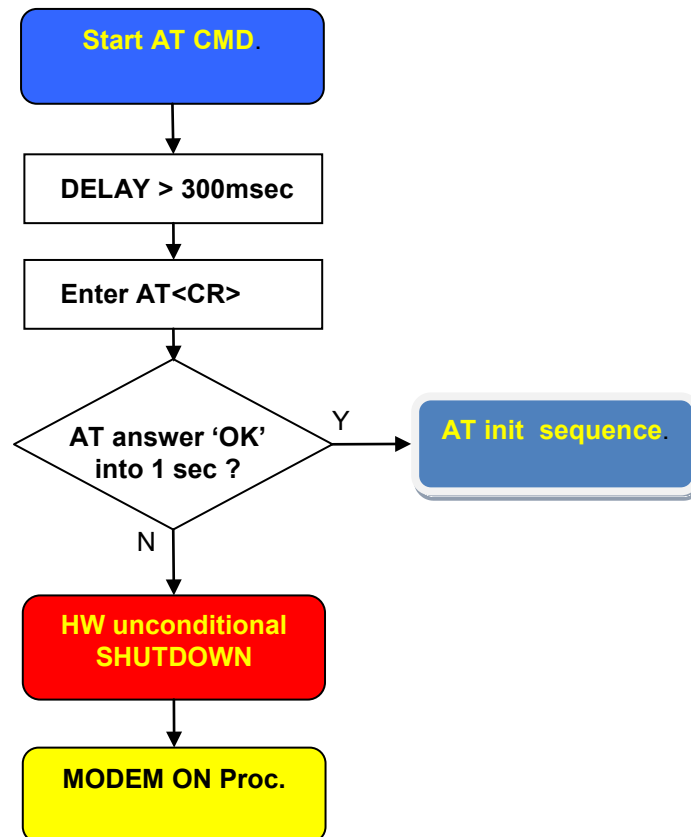 Start AT CMD.
DELAY > 300msec
Enter AT<CR>
AT answer ‘OK’
into 1 sec ?
Y
AT init sequence.
N
HW unconditional
SHUTDOWN
MODEM ON Proc.